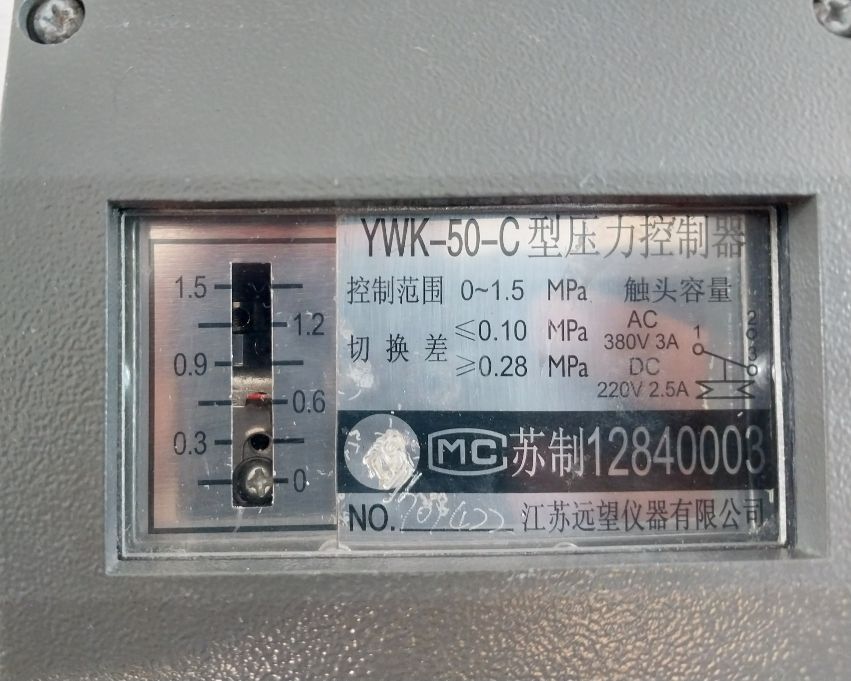 YWK-50-C型压力控制器
控制范围 0~1.5 MPa
切换差 ≤0.10 MPa
≥0.28 MPa
触头容量
AC
380V 3A
DC
220V 2.5A
1
2
3
1.5
1.2
0.9
0.6
0.3
0
MC 苏制12840003
NO.
江苏远望仪器有限公司